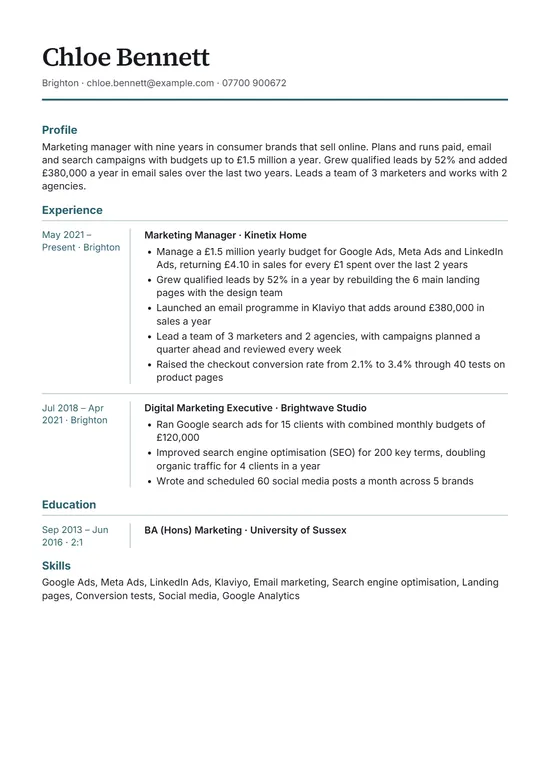 Chloe Bennett
Brighton · chloe.bennett@example.com · 07700 900672
Profile
Marketing manager with nine years in consumer brands that sell online. Plans and runs paid, email
and search campaigns with budgets up to £1.5 million a year. Grew qualified leads by 52% and added
£380,000 a year in email sales over the last two years. Leads a team of 3 marketers and works with 2
agencies.
Experience
May 2021 –
Present · Brighton
Marketing Manager · Kinetix Home
• Manage a £1.5 million yearly budget for Google Ads, Meta Ads and LinkedIn
Ads, returning £4.10 in sales for every £1 spent over the last 2 years
• Grew qualified leads by 52% in a year by rebuilding the 6 main landing
pages with the design team
• Launched an email programme in Klaviyo that adds around £380,000 in
sales a year
• Lead a team of 3 marketers and 2 agencies, with campaigns planned a
quarter ahead and reviewed every week
• Raised the checkout conversion rate from 2.1% to 3.4% through 40 tests on
product pages
Jul 2018 – Apr
2021 · Brighton
Digital Marketing Executive · Brightwave Studio
• Ran Google search ads for 15 clients with combined monthly budgets of
£120,000
• Improved search engine optimisation (SEO) for 200 key terms, doubling
organic traffic for 4 clients in a year
• Wrote and scheduled 60 social media posts a month across 5 brands
Education
Sep 2013 – Jun
2016 · 2:1
BA (Hons) Marketing · University of Sussex
Skills
Google Ads, Meta Ads, LinkedIn Ads, Klaviyo, Email marketing, Search engine optimisation, Landing
pages, Conversion tests, Social media, Google Analytics